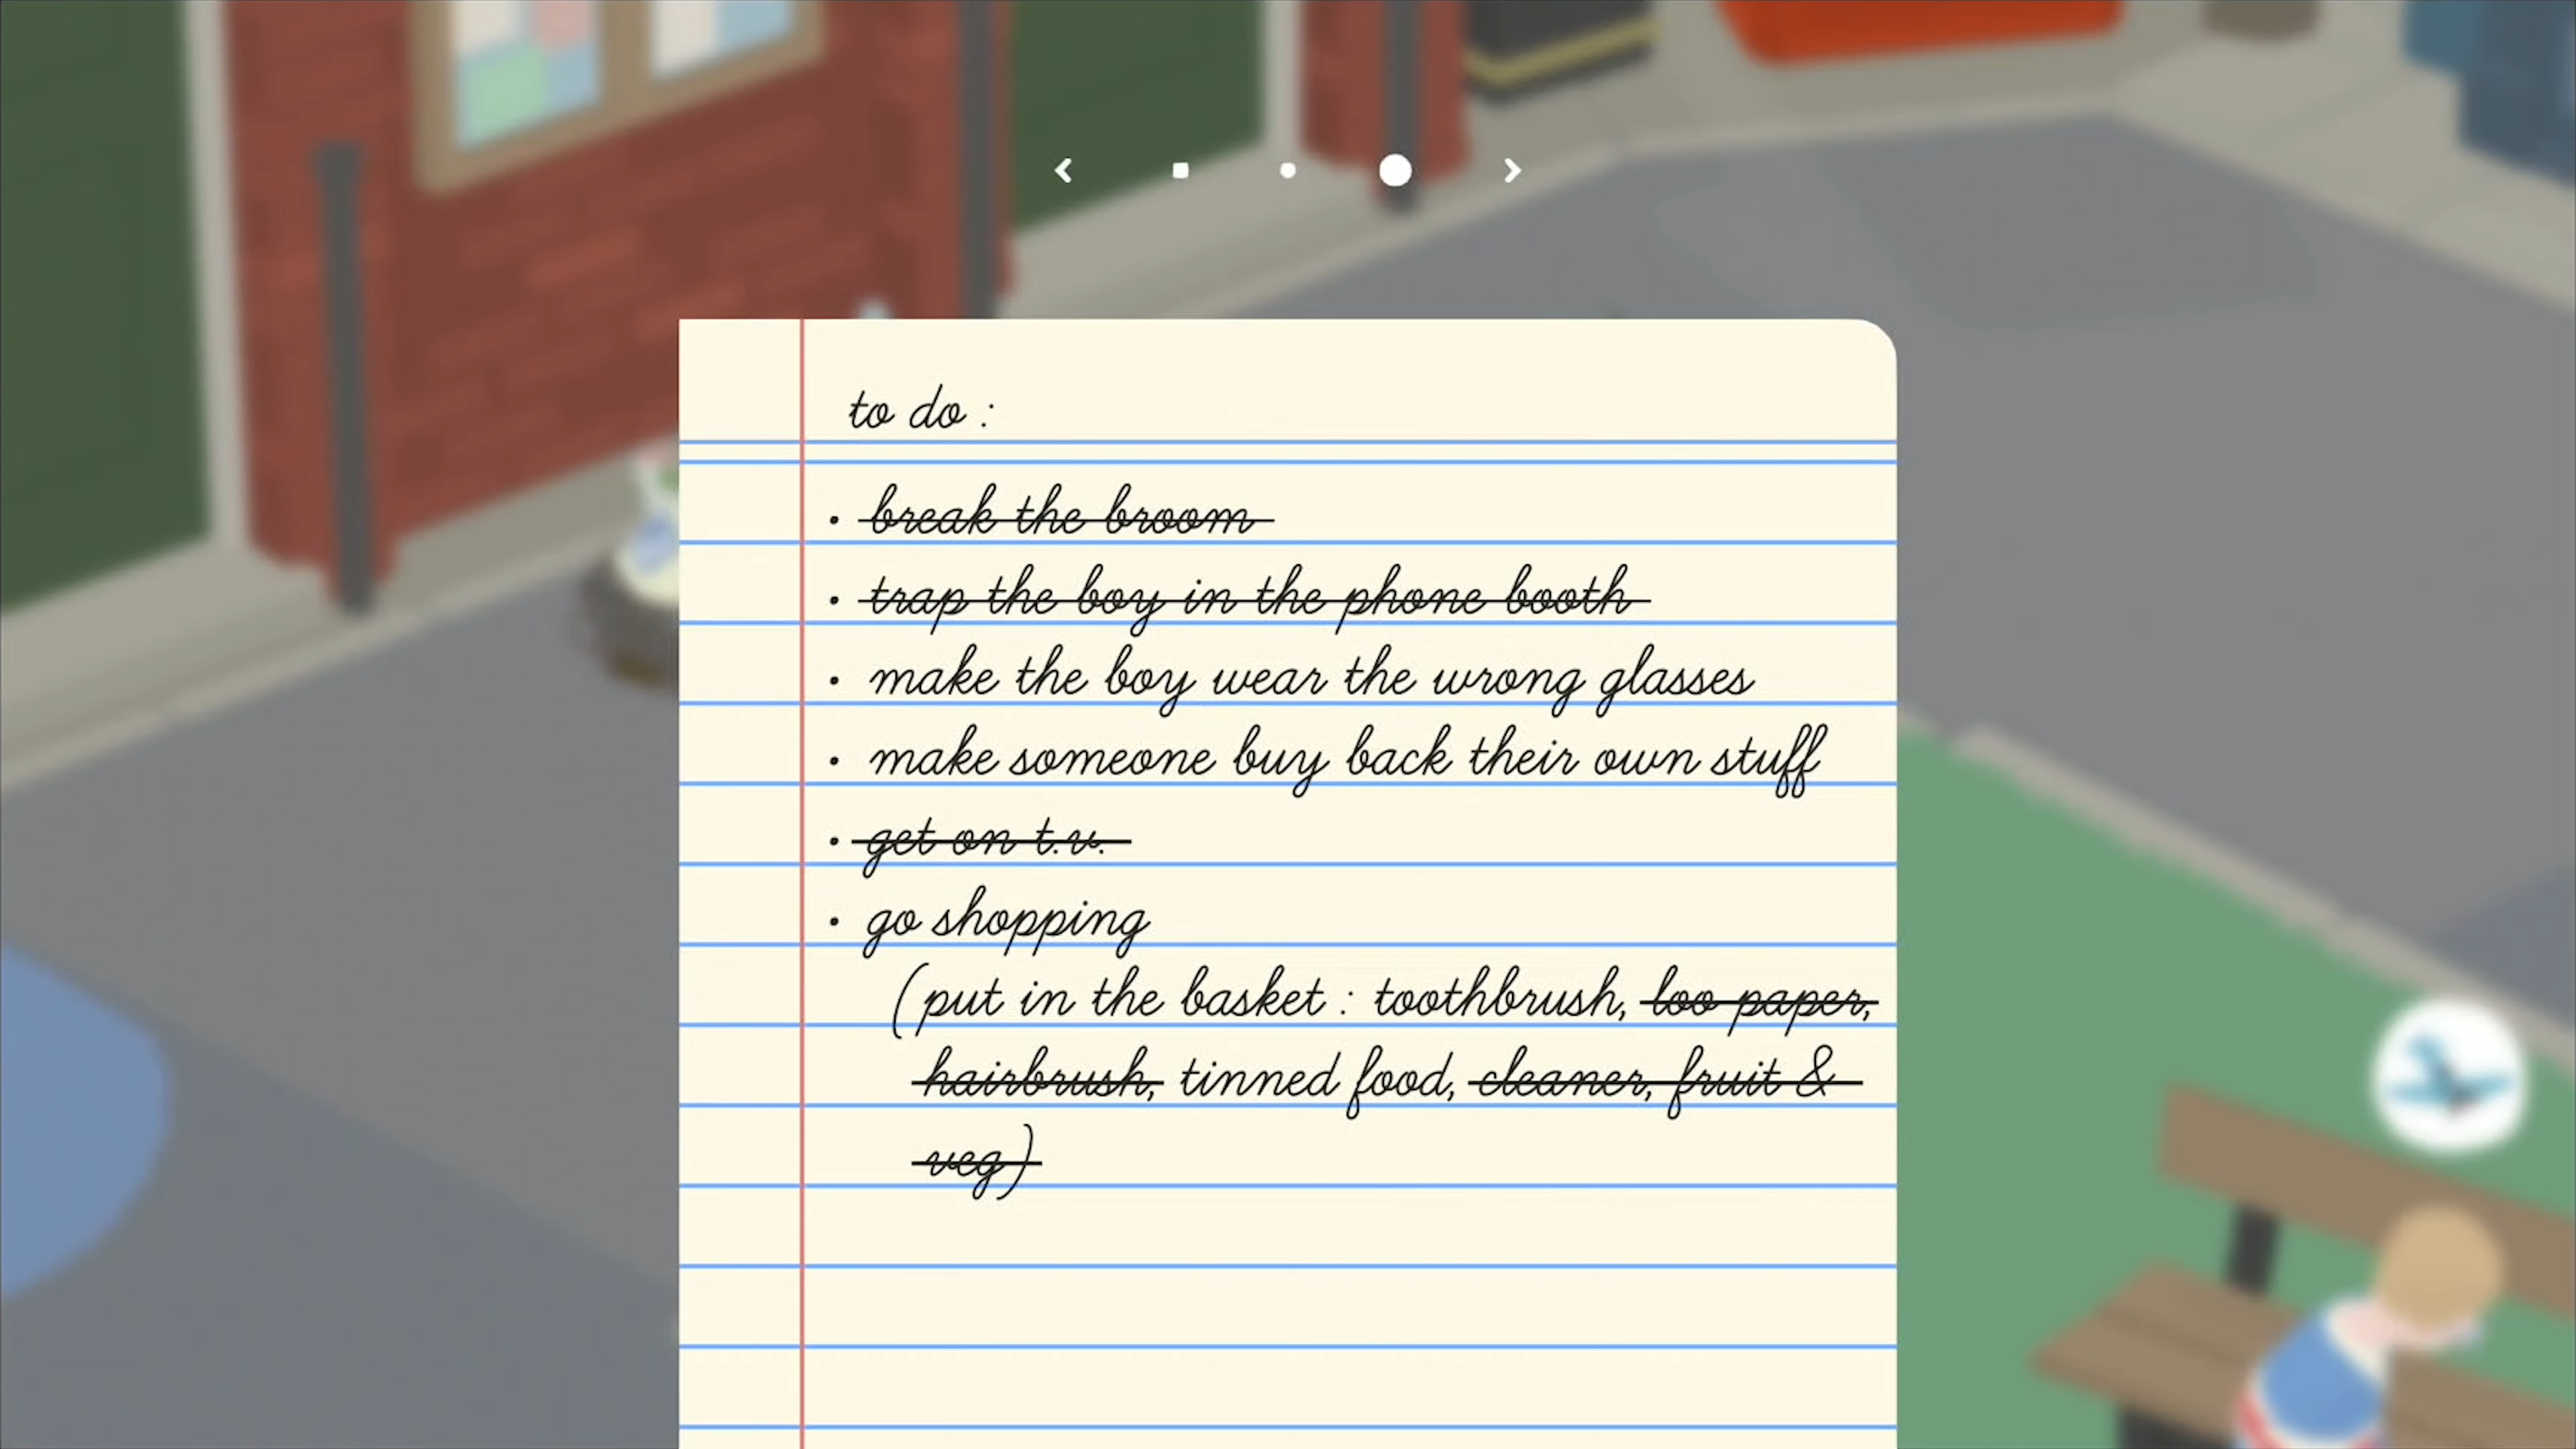 to do :
• break the broom
• trap the boy in the phone booth
• make the boy wear the wrong glasses
• make someone buy back their own stuff
• get on t.v.
• go shopping
(put in the basket : toothbrush, loo paper,
hairbrush, tinned food, cleaner, fruit &
veg)